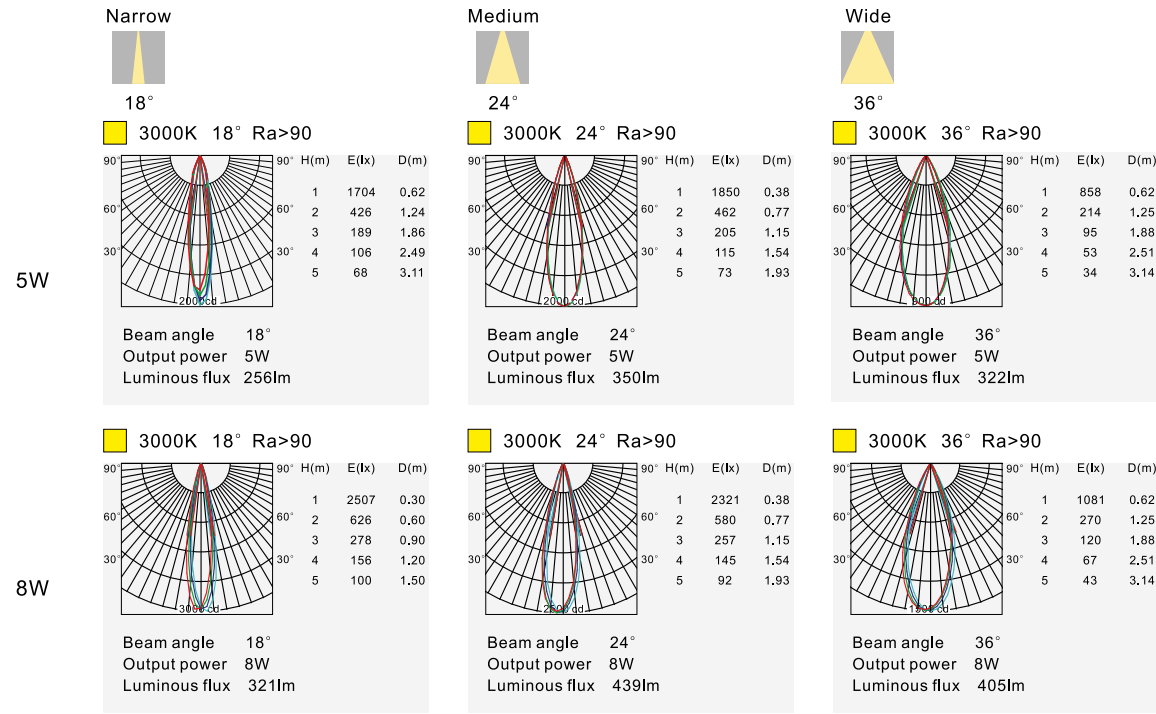 Narrow Medium Wide
18° 24° 36°
3000K 18° Ra>90
90° 90° H(m) E(lx) D(m)
1 1704 0.62
60° 60° 2 426 1.24
3 189 1.86
30° 30° 4 106 2.49
5 68 3.11
2000 cd
Beam angle 18°
Output power 5W
Luminous flux 256lm
3000K 24° Ra>90
90° 90° H(m) E(lx) D(m)
1 1850 0.38
60° 60° 2 462 0.77
3 205 1.15
30° 30° 4 115 1.54
5 73 1.93
2000 cd
Beam angle 24°
Output power 5W
Luminous flux 350lm
3000K 36° Ra>90
90° 90° H(m) E(lx) D(m)
1 858 0.62
60° 60° 2 214 1.25
3 95 1.88
30° 30° 4 53 2.51
5 34 3.14
900 cd
Beam angle 36°
Output power 5W
Luminous flux 322lm
5W
3000K 18° Ra>90
90° 90° H(m) E(lx) D(m)
1 2507 0.30
60° 60° 2 626 0.60
3 278 0.90
30° 30° 4 156 1.20
5 100 1.50
3000 cd
Beam angle 18°
Output power 8W
Luminous flux 321lm
3000K 24° Ra>90
90° 90° H(m) E(lx) D(m)
1 2321 0.38
60° 60° 2 580 0.77
3 257 1.15
30° 30° 4 145 1.54
5 92 1.93
2500 cd
Beam angle 24°
Output power 8W
Luminous flux 439lm
3000K 36° Ra>90
90° 90° H(m) E(lx) D(m)
1 1081 0.62
60° 60° 2 270 1.25
3 120 1.88
30° 30° 4 67 2.51
5 43 3.14
1500 cd
Beam angle 36°
Output power 8W
Luminous flux 405lm
8W